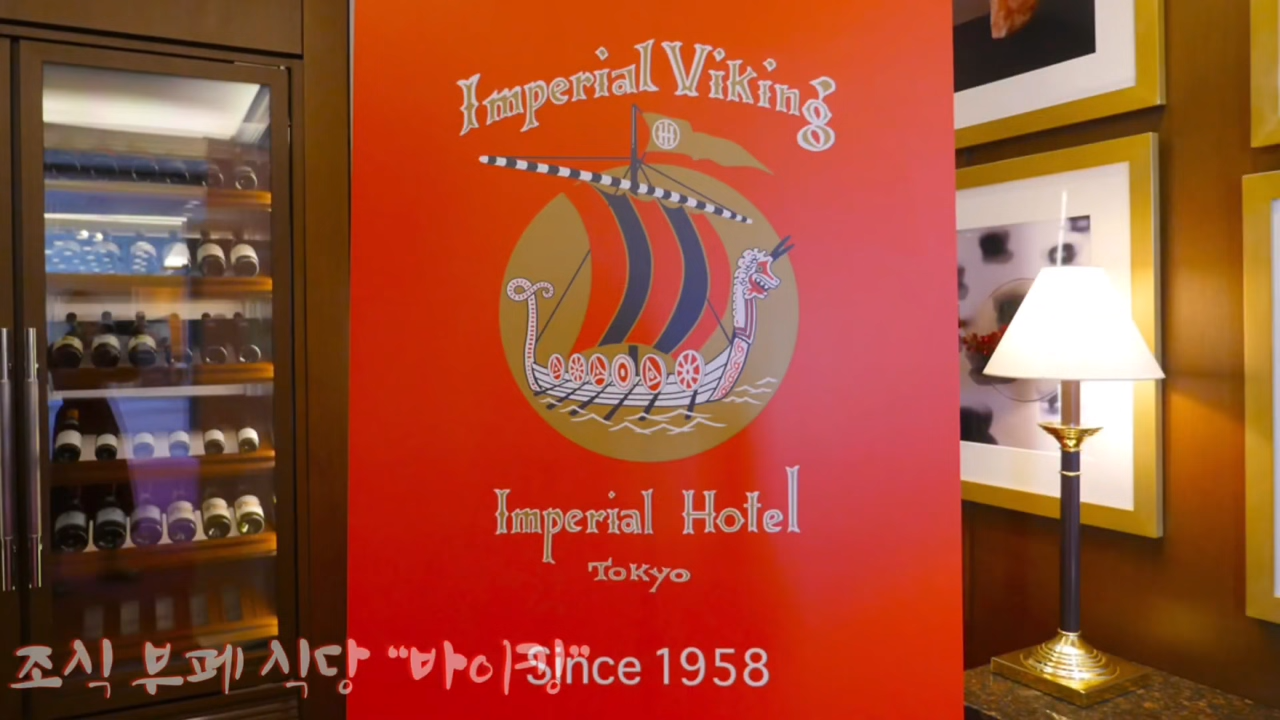 Imperial Viking
Imperial Hotel
Tokyo
Since 1958
조식 부페 식당 “바이킹”